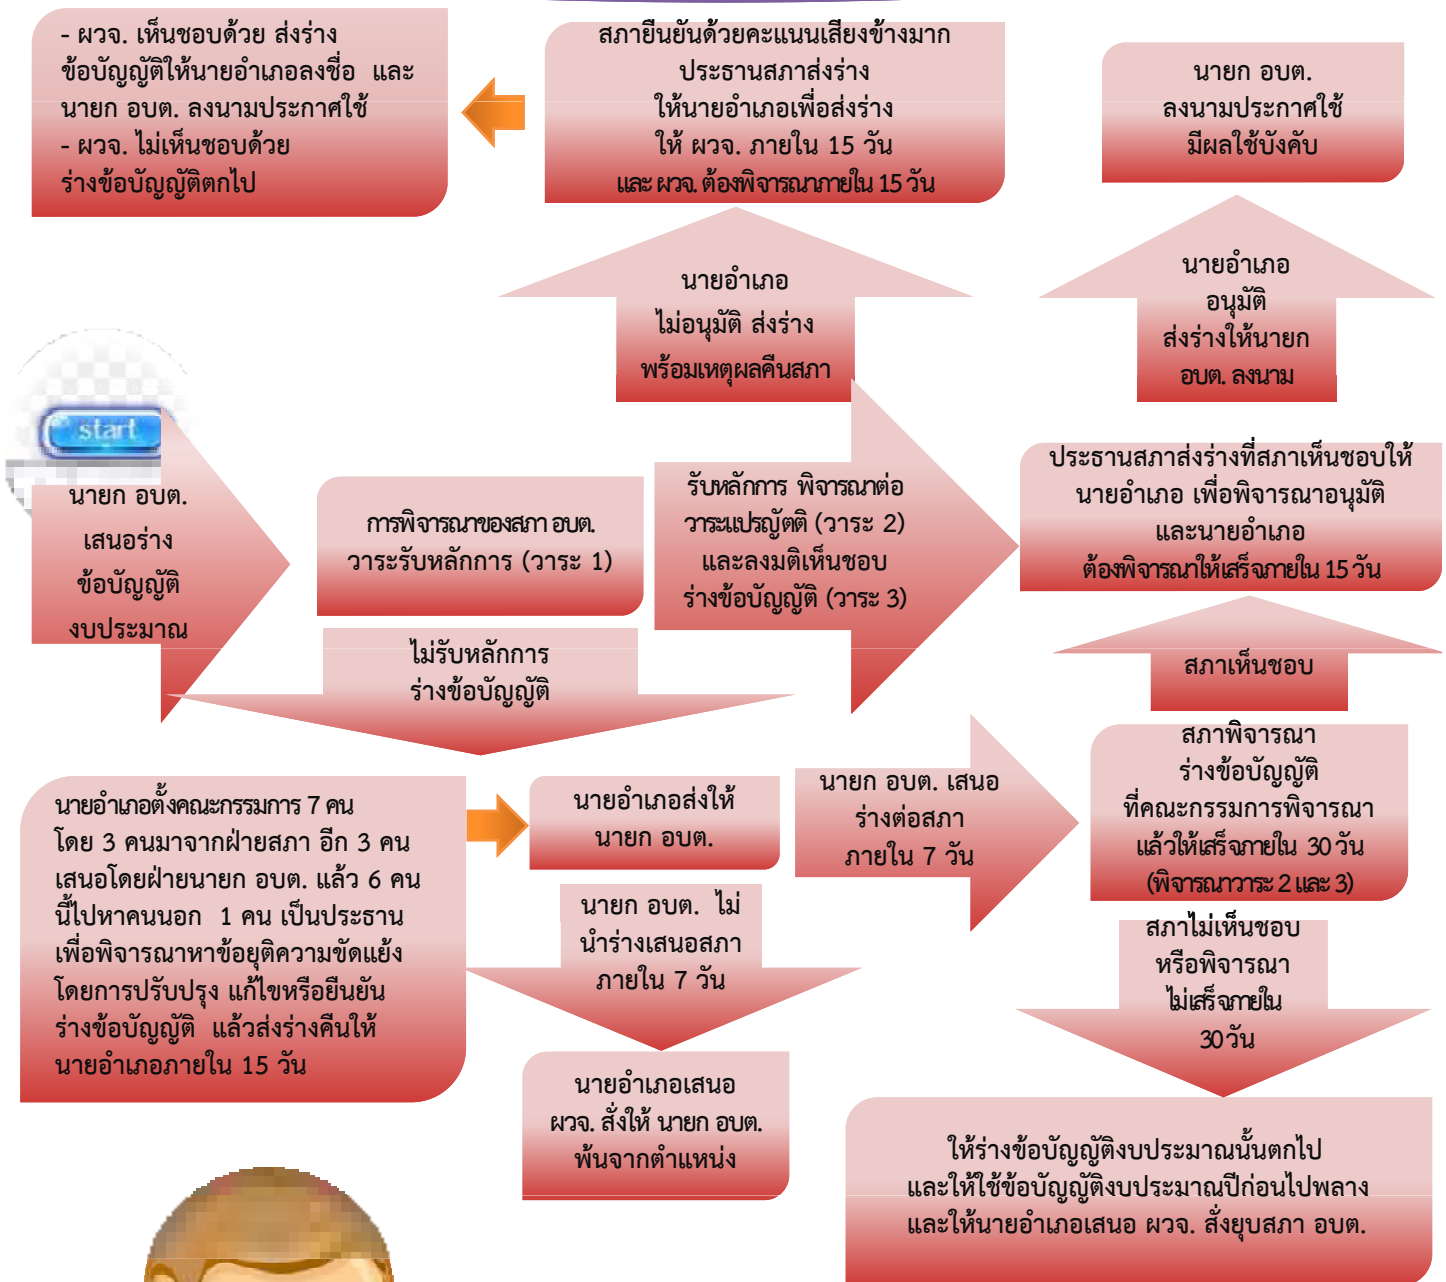 - ผวจ. เห็นชอบด้วย ส่งร่าง
ข้อบัญญัติให้นายอำเภอลงชื่อ และ
นายก อบต. ลงนามประกาศใช้
- ผวจ. ไม่เห็นชอบด้วย
ร่างข้อบัญญัติตกไป
สภายืนยันด้วยคะแนนเสียงข้างมาก
ประธานสภาส่งร่าง
ให้นายอำเภอเพื่อส่งร่าง
ให้ ผวจ. ภายใน 15 วัน
และ ผวจ. ต้องพิจารณาภายใน 15 วัน
นายก อบต.
ลงนามประกาศใช้
มีผลใช้บังคับ
นายอำเภอ
ไม่อนุมัติ ส่งร่าง
พร้อมเหตุผลคืนสภา
นายอำเภอ
อนุมัติ
ส่งร่างให้นายก
อบต. ลงนาม
start
นายก อบต.
เสนอร่าง
ข้อบัญญัติ
งบประมาณ
การพิจารณาของสภา อบต.
วาระรับหลักการ (วาระ 1)
รับหลักการ พิจารณาต่อ
วาระแปรญัตติ (วาระ 2)
และลงมติเห็นชอบ
ร่างข้อบัญญัติ (วาระ 3)
ประธานสภาส่งร่างที่สภาเห็นชอบให้
นายอำเภอ เพื่อพิจารณาอนุมัติ
และนายอำเภอ
ต้องพิจารณาให้เสร็จภายใน 15 วัน
ไม่รับหลักการ
ร่างข้อบัญญัติ
สภาเห็นชอบ
นายอำเภอตั้งคณะกรรมการ 7 คน
โดย 3 คนมาจากฝ่ายสภา อีก 3 คน
เสนอโดยฝ่ายนายก อบต. แล้ว 6 คน
นี้ไปหาคนนอก 1 คน เป็นประธาน
เพื่อพิจารณาหาข้อยุติความขัดแย้ง
โดยการปรับปรุง แก้ไขหรือยืนยัน
ร่างข้อบัญญัติ แล้วส่งร่างคืนให้
นายอำเภอภายใน 15 วัน
นายอำเภอส่งให้
นายก อบต.
นายก อบต. เสนอ
ร่างต่อสภา
ภายใน 7 วัน
สภาพิจารณา
ร่างข้อบัญญัติ
ที่คณะกรรมการพิจารณา
แล้วให้เสร็จภายใน 30 วัน
(พิจารณาวาระ 2 และ 3)
นายก อบต. ไม่
นำร่างเสนอสภา
ภายใน 7 วัน
สภาไม่เห็นชอบ
หรือพิจารณา
ไม่เสร็จภายใน
30 วัน
นายอำเภอเสนอ
ผวจ. สั่งให้ นายก อบต.
พ้นจากตำแหน่ง
ให้ร่างข้อบัญญัติงบประมาณนั้นตกไป
และให้ใช้ข้อบัญญัติงบประมาณปีก่อนไปพลาง
และให้นายอำเภอเสนอ ผวจ. สั่งยุบสภา อบต.